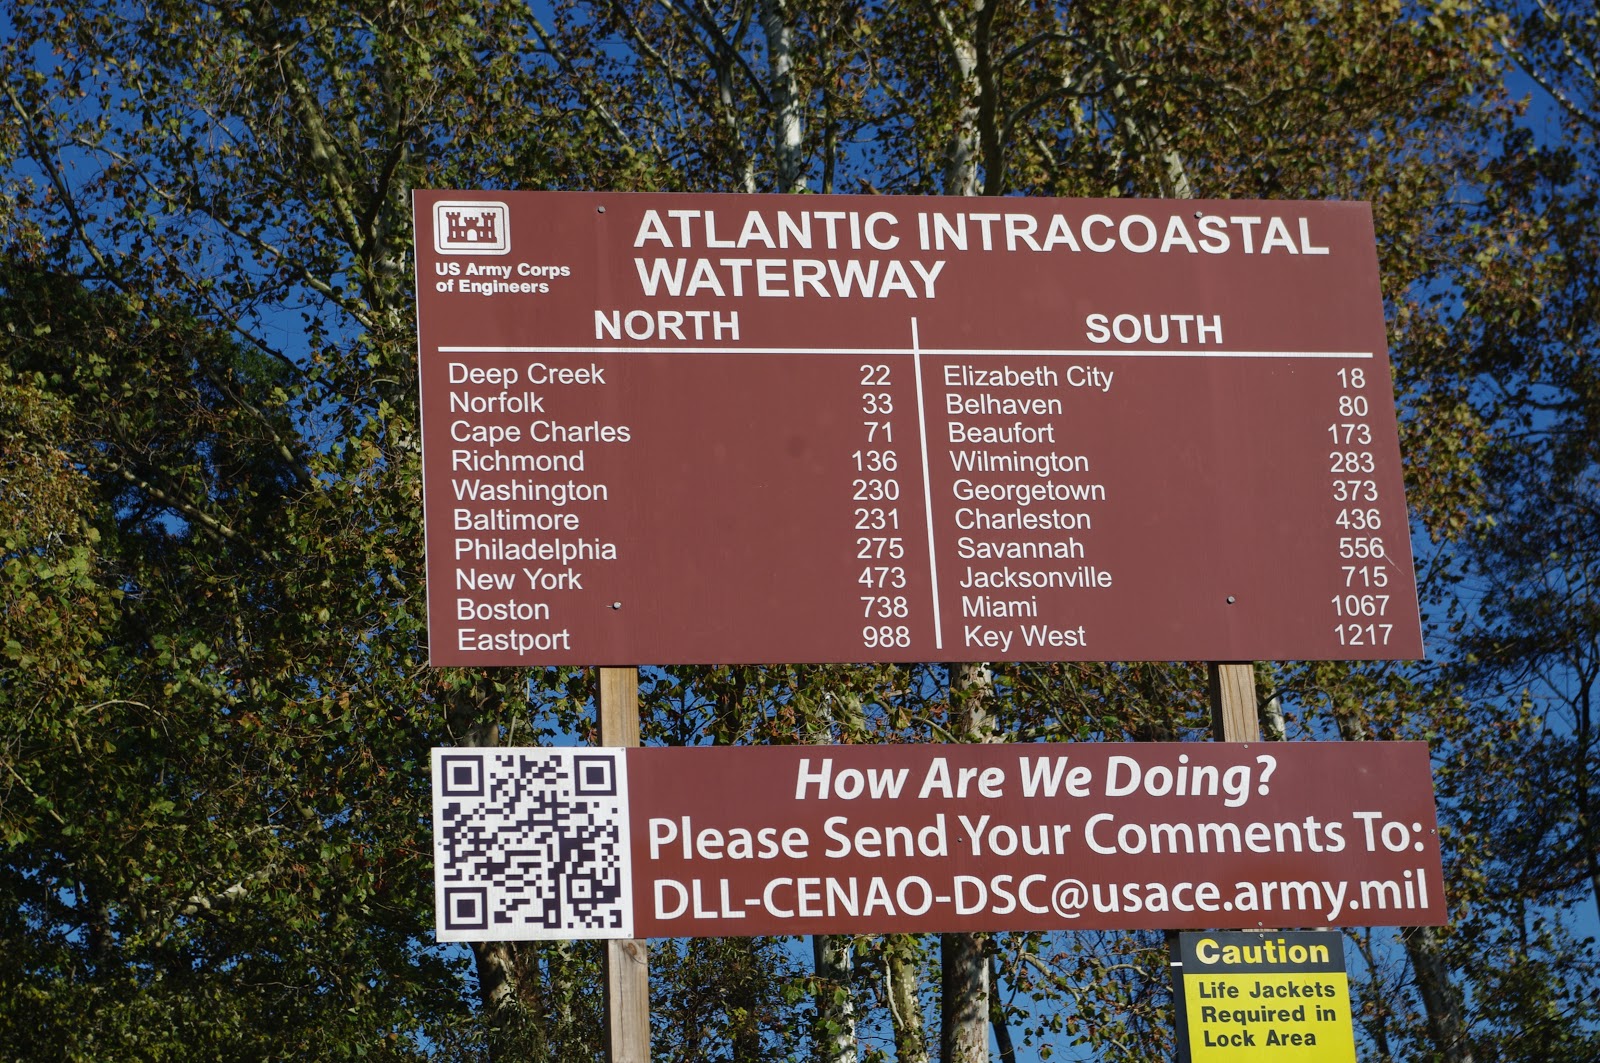 US Army Corps
of Engineers
ATLANTIC INTRACOASTAL
WATERWAY
NORTH
Deep Creek 22
Norfolk 33
Cape Charles 71
Richmond 136
Washington 230
Baltimore 231
Philadelphia 275
New York 473
Boston 738
Eastport 988
SOUTH
Elizabeth City 18
Belhaven 80
Beaufort 173
Wilmington 283
Georgetown 373
Charleston 436
Savannah 556
Jacksonville 715
Miami 1067
Key West 1217
How Are We Doing?
Please Send Your Comments To:
DLL-CENAO-DSC@usace.army.mil
Caution
Life Jackets
Required in
Lock Area